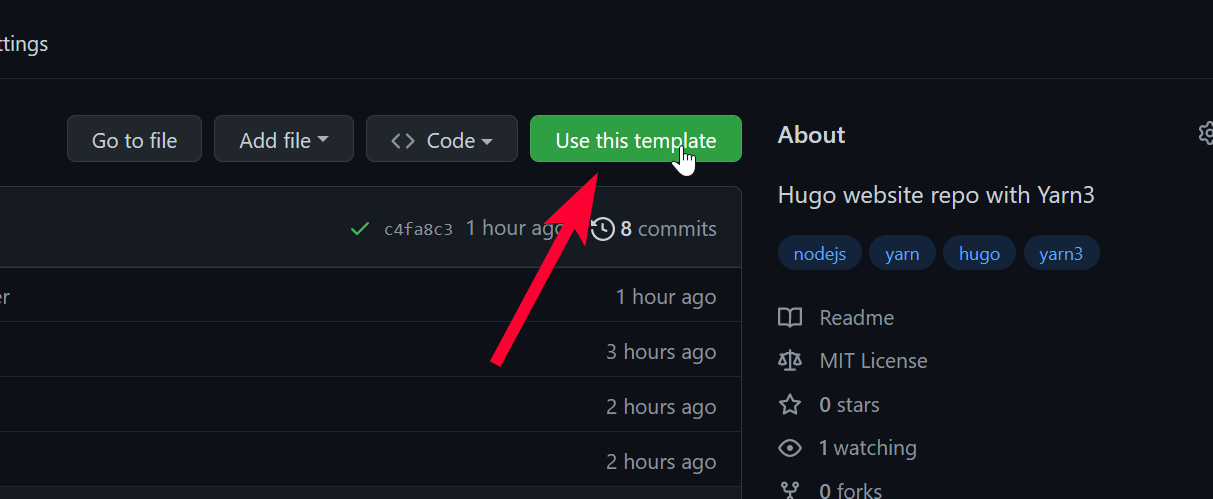 ttings
Go to file
Add file
Code
Use this template
c4fa8c3 1 hour ago 8 commits
er
1 hour ago
3 hours ago
2 hours ago
2 hours ago
About
Hugo website repo with Yarn3
nodejs yarn hugo yarn3
Readme
MIT License
0 stars
1 watching
0 forks